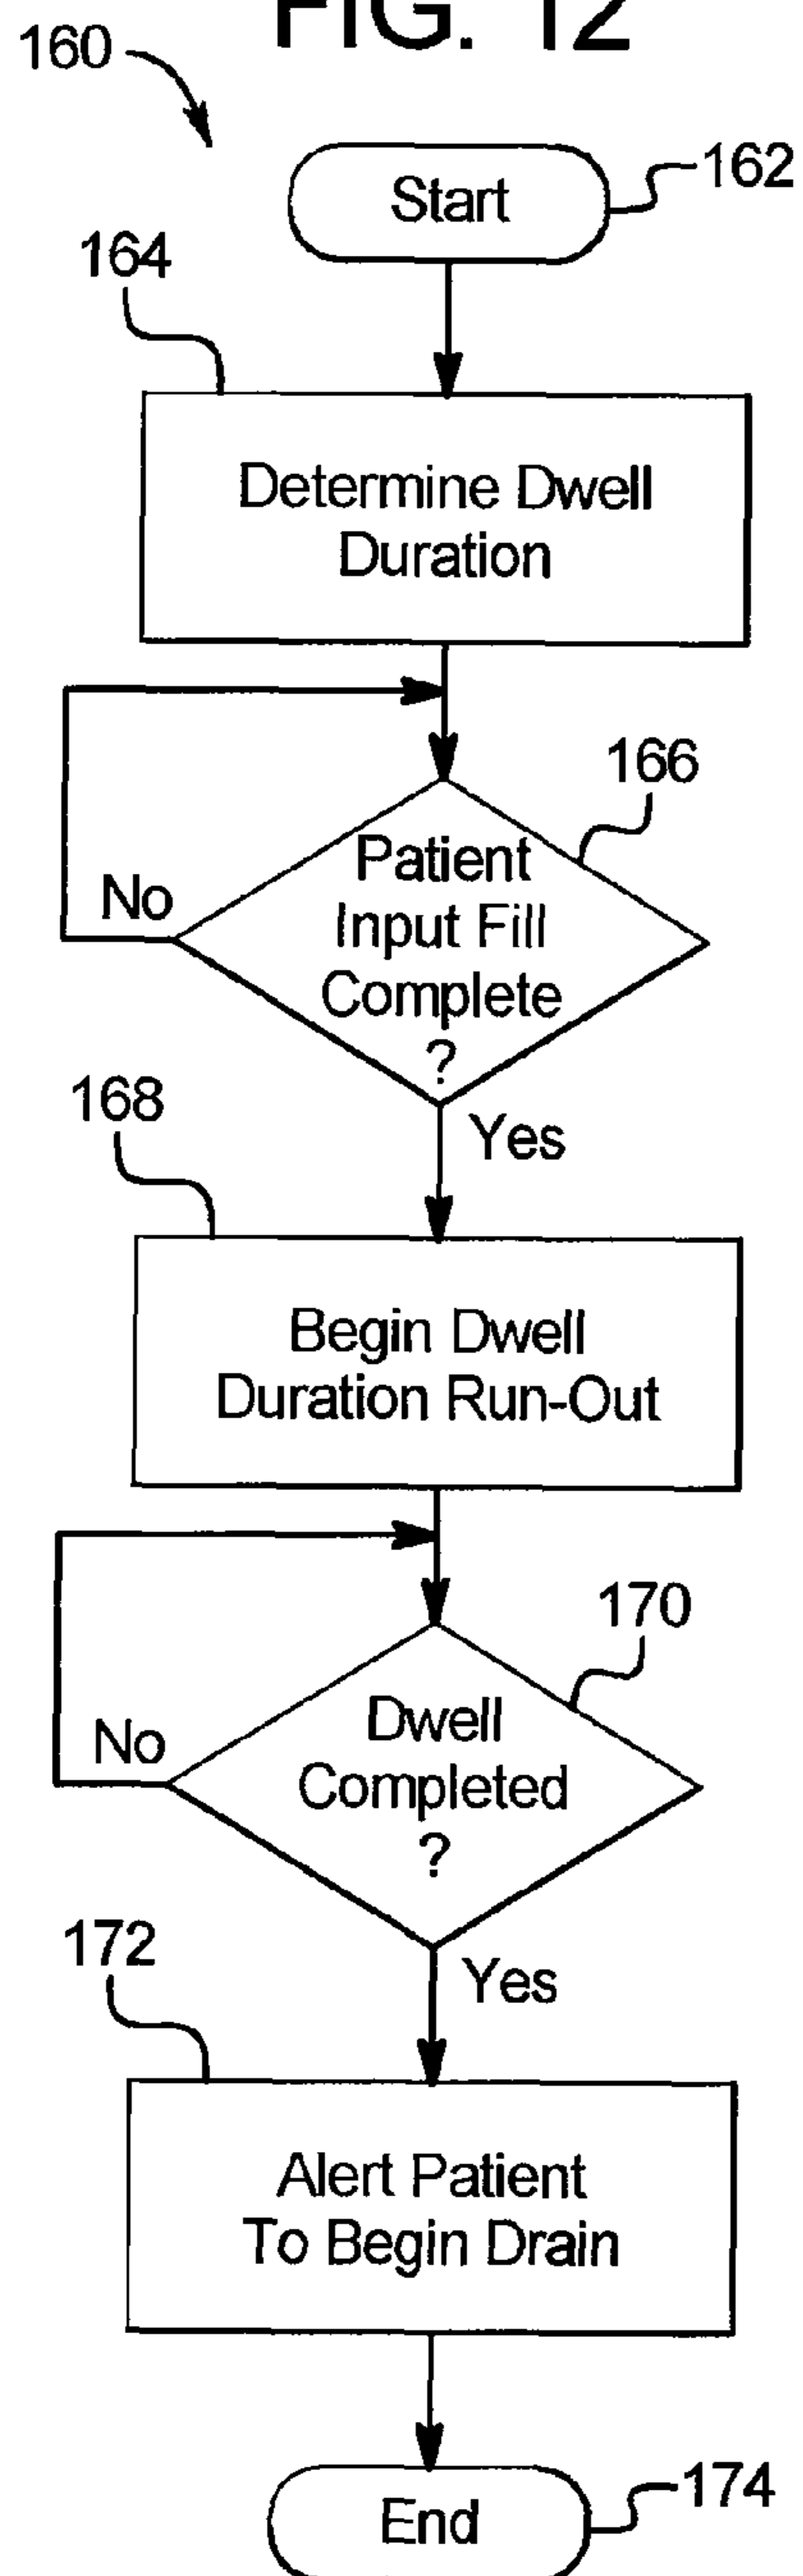 FIG. 12
160
Start
162
164
Determine Dwell
Duration
166
Patient
Input Fill
Complete
?
No
Yes
168
Begin Dwell
Duration Run-Out
170
Dwell
Completed
?
No
Yes
172
Alert Patient
To Begin Drain
End
174